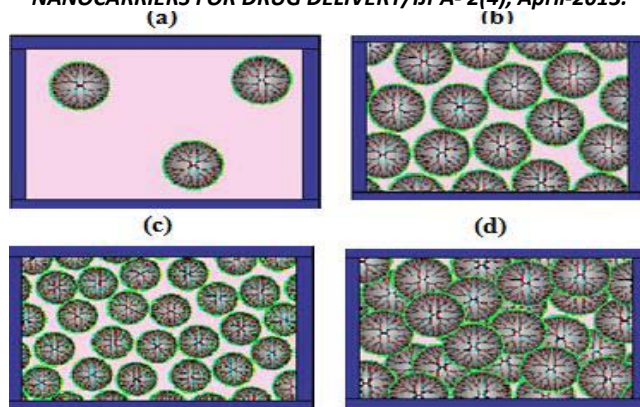 NANOCARRIERS FOR DRUG DELIVERY/IJPA- 2(4), April-2015.
(a) (b)
(c) (d)